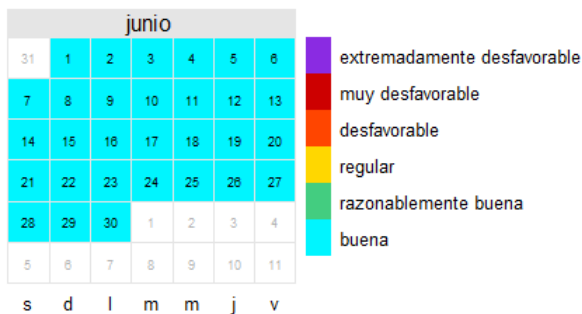 junio
31 1 2 3 4 5 6
7 8 9 10 11 12 13
14 15 16 17 18 19 20
21 22 23 24 25 26 27
28 29 30 1 2 3 4
5 6 7 8 9 10 11
s d l m m j v
extremadamente desfavorable
muy desfavorable
desfavorable
regular
razonablemente buena
buena